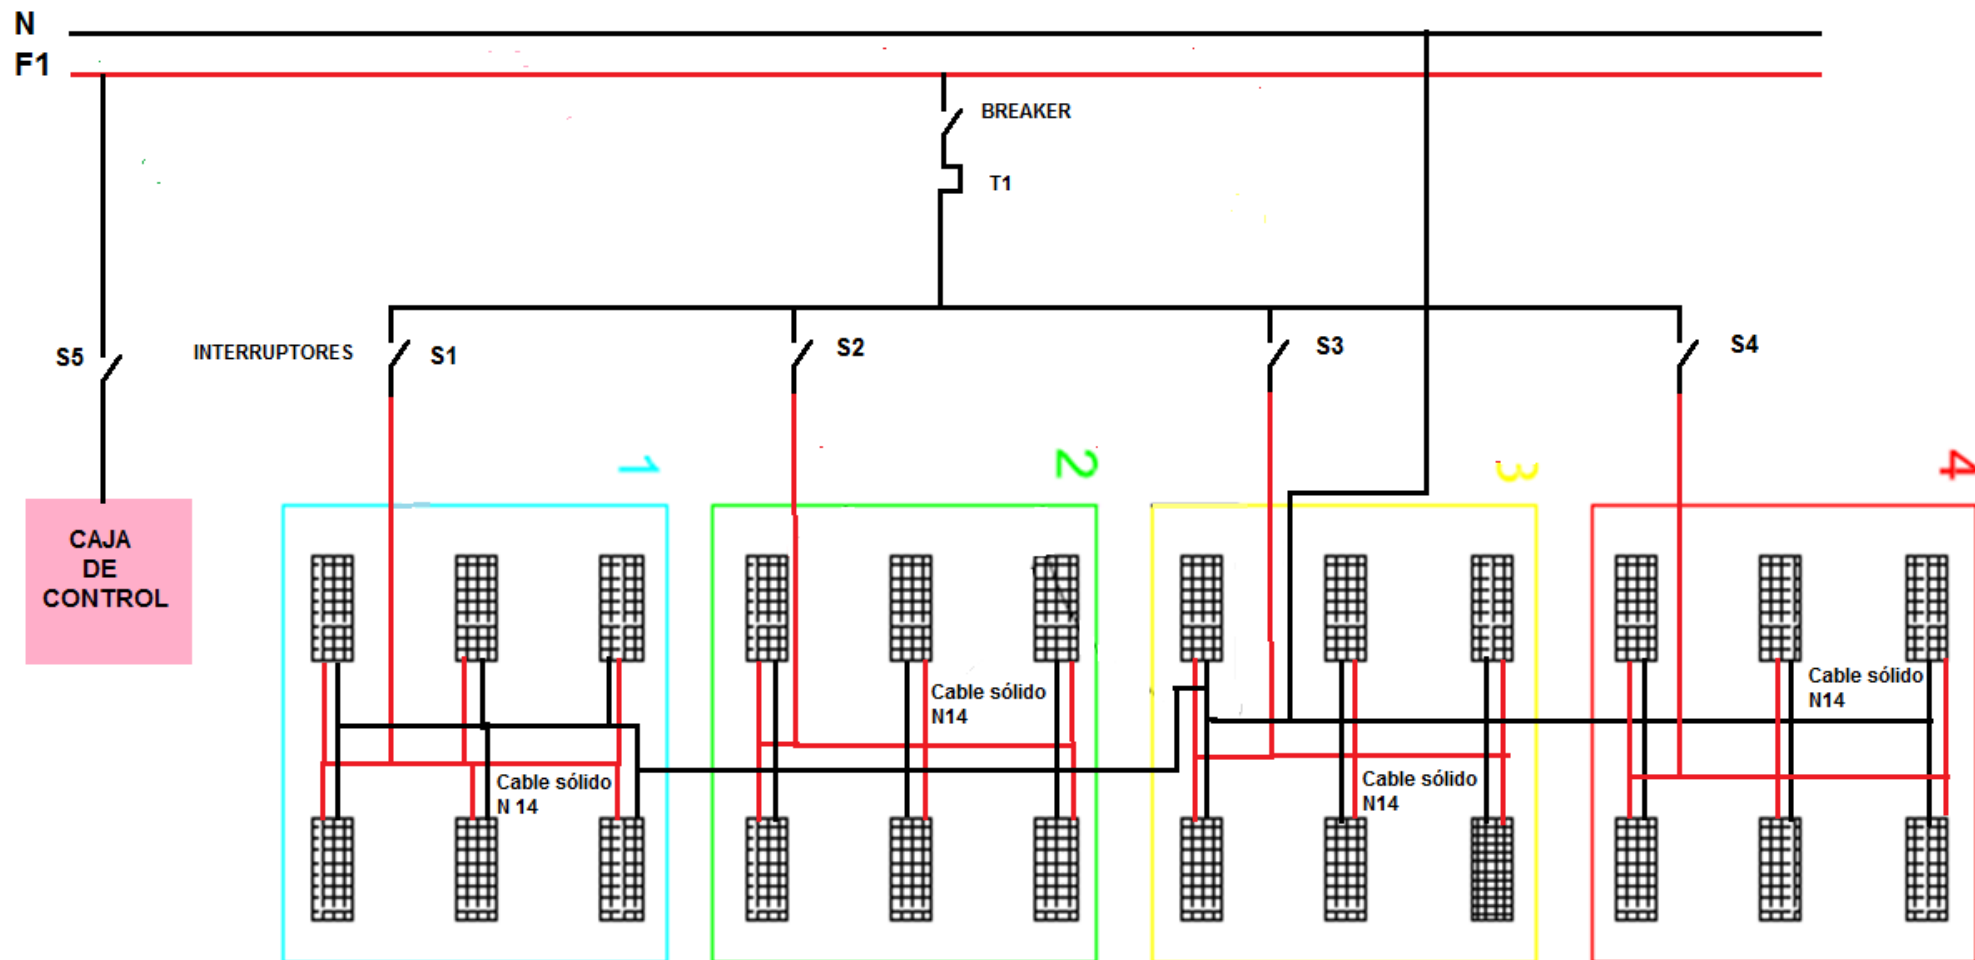 N
F1
BREAKER
T1
S5
INTERRUPTORES
S1
S2
S3
S4
1
2
3
4
CAJA
DE
CONTROL
Cable sólido
N 14
Cable sólido
N14
Cable sólido
N14
Cable sólido
N14